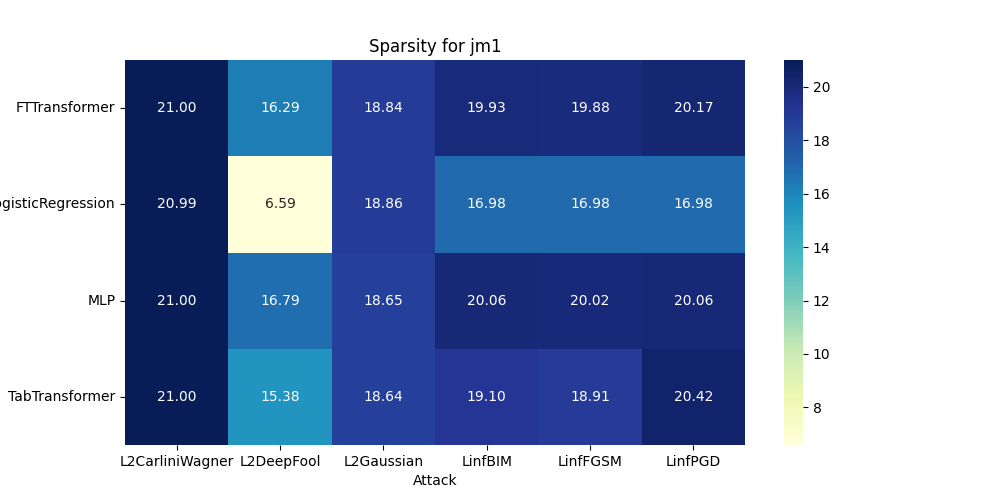 Sparsity for jm1
FTTransformer 21.00 16.29 18.84 19.93 19.88 20.17
ogisticRegression 20.99 6.59 18.86 16.98 16.98 16.98
MLP 21.00 16.79 18.65 20.06 20.02 20.06
TabTransformer 21.00 15.38 18.64 19.10 18.91 20.42
L2CarliniWagner L2DeepFool L2Gaussian LinfBIM LinfFGSM LinfPGD
Attack
20
18
16
14
12
10
8